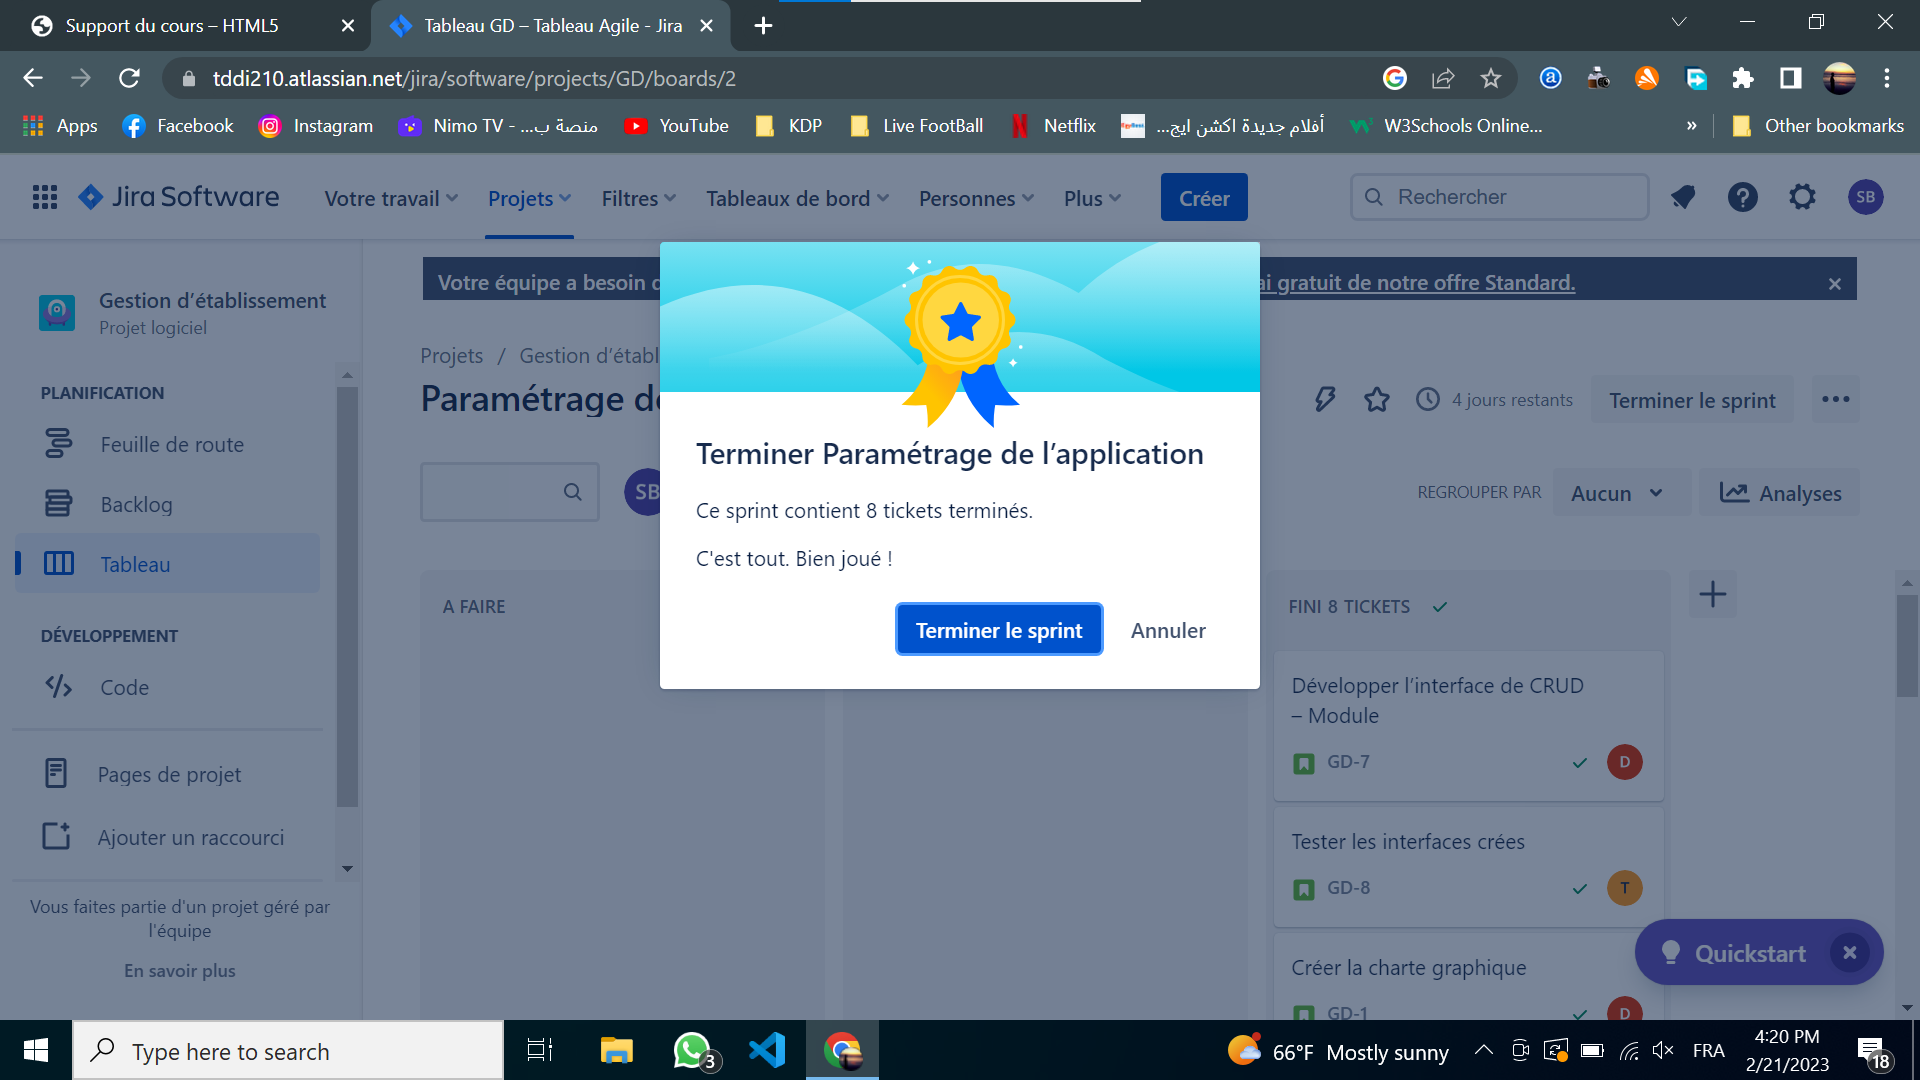 Support du cours – HTML5
Tableau GD – Tableau Agile - Jira
tddi210.atlassian.net/jira/software/projects/GD/boards/2
Apps
Facebook
Instagram
Nimo TV - منصة ب...
YouTube
KDP
Live FootBall
Netflix
أفلام جديدة اكشن ايج...
W3Schools Online...
»
Other bookmarks
Jira Software
Votre travail
Projets
Filtres
Tableaux de bord
Personnes
Plus
Créer
Rechercher
SB
Gestion d’établissement
Projet logiciel
PLANIFICATION
Feuille de route
Backlog
Tableau
DÉVELOPPEMENT
Code
Pages de projet
Ajouter un raccourci
Vous faites partie d'un projet géré par
l'équipe
En savoir plus
Votre équipe a besoin
gratuit de notre offre Standard.
Projets / Gestion
Paramétrage
4 jours restants
Terminer le sprint
SB
REGROUPER PAR
Aucun
Analyses
A FAIRE
FINI 8 TICKETS
Développer l’interface de CRUD
– Module
GD-7
D
Tester les interfaces crées
GD-8
T
Créer la charte graphique
GD-1
D
Terminer Paramétrage de l’application
Ce sprint contient 8 tickets terminés.
C'est tout. Bien joué !
Terminer le sprint
Annuler
Quickstart
Type here to search
3
66°F Mostly sunny
FRA
4:20 PM
2/21/2023
18